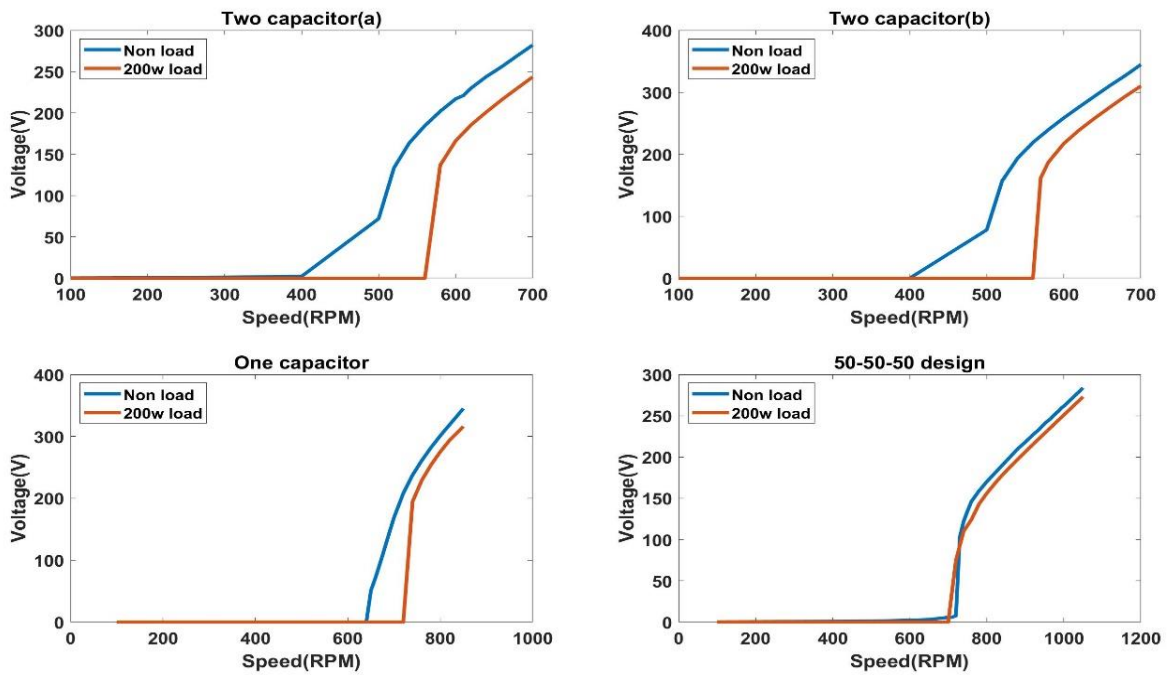 Two capacitor(a)
300
250
200
150
100
50
0
Voltage(V)
Non load
200w load
100 200 300 400 500 600 700
Speed(RPM)
Two capacitor(b)
400
300
200
100
0
Voltage(V)
Non load
200w load
100 200 300 400 500 600 700
Speed(RPM)
One capacitor
400
300
200
100
0
Voltage(V)
Non load
200w load
0 200 400 600 800 1000
Speed(RPM)
50-50-50 design
300
250
200
150
100
50
0
Voltage(V)
Non load
200w load
0 200 400 600 800 1000 1200
Speed(RPM)